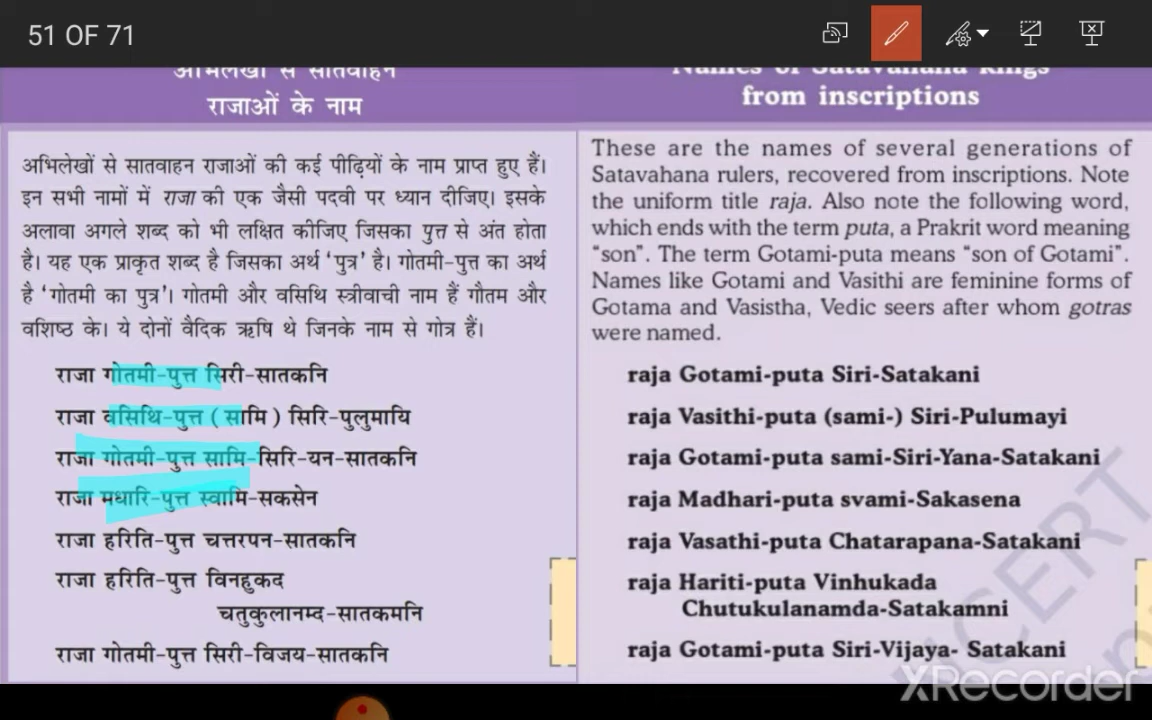 51 OF 71
अभिलेखों से सातवाहन
राजाओं के नाम
अभिलेखों से सातवाहन राजाओं की कई पीढ़ियों के नाम प्राप्त हुए हैं।
इन सभी नामों में राजा की एक जैसी पदवी पर ध्यान दीजिए। इसके
अलावा अगले शब्द को भी लक्षित कीजिए जिसका पुत्त से अंत होता
है। यह एक प्राकृत शब्द है जिसका अर्थ ‘पुत्र’ है। गोतमी-पुत्त का अर्थ
है ‘गोतमी का पुत्र’। गोतमी और वसिथि स्त्रीवाची नाम हैं गौतम और
वशिष्ठ के। ये दोनों वैदिक ऋषि थे जिनके नाम से गोत्र हैं।
राजा गोतमी-पुत्त सिरी-सातकनि
राजा वसिथि-पुत्त ( सामि ) सिरि-पुलुमायि
राजा गोतमी-पुत्त सामि-सिरि-यन-सातकनि
राजा मधारि-पुत्त स्वामि-सकसेन
राजा हरिति-पुत्त चत्तरपन-सातकनि
राजा हरिति-पुत्त विनहुकद
चतुकुलानम्द-सातकमनि
राजा गोतमी-पुत्त सिरी-विजय-सातकनि
Names of Satavahana kings
from inscriptions
These are the names of several generations of
Satavahana rulers, recovered from inscriptions. Note
the uniform title raja. Also note the following word,
which ends with the term puta, a Prakrit word meaning
“son”. The term Gotami-puta means “son of Gotami”.
Names like Gotami and Vasithi are feminine forms of
Gotama and Vasistha, Vedic seers after whom gotras
were named.
raja Gotami-puta Siri-Satakani
raja Vasithi-puta (sami-) Siri-Pulumayi
raja Gotami-puta sami-Siri-Yana-Satakani
raja Madhari-puta svami-Sakasena
raja Vasathi-puta Chatarapana-Satakani
raja Hariti-puta Vinhukada
Chutukulanamda-Satakamni
raja Gotami-puta Siri-Vijaya- Satakani
NCERT
XRecorder